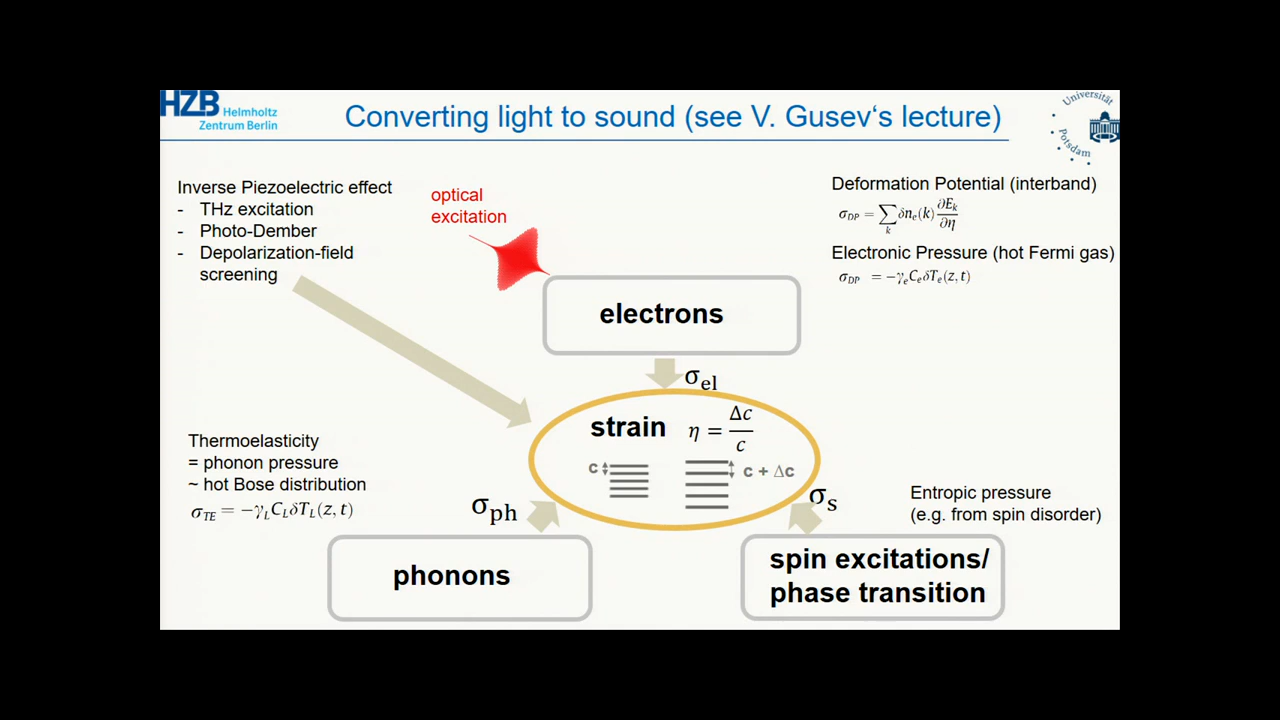 HZB Helmholtz
Zentrum Berlin
Converting light to sound (see V. Gusev‘s lecture)
Universität
Potsdam
Inverse Piezoelectric effect
- THz excitation
- Photo-Dember
- Depolarization-field
screening
optical
excitation
Deformation Potential (interband)
σ_DP = ∑_k δn_e(k) ∂E_k/∂η
Electronic Pressure (hot Fermi gas)
σ_DP = −γ_e C_e δT_e(z, t)
electrons
σ_el
strain η = Δc/c
c
c + Δc
Thermoelasticity
= phonon pressure
~ hot Bose distribution
σ_TE = −γ_L C_L δT_L(z, t)
σ_ph
σ_s
Entropic pressure
(e.g. from spin disorder)
phonons
spin excitations/
phase transition